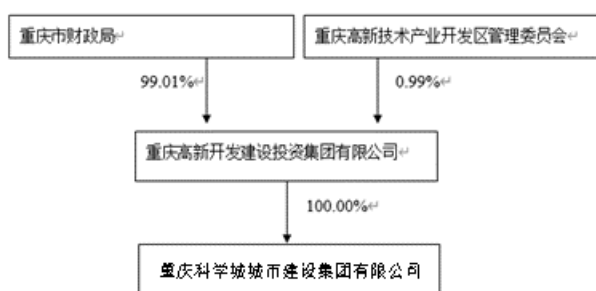 重庆市财政局
重庆高新技术产业开发区管理委员会
99.01%
0.99%
重庆高新开发建设投资集团有限公司
100.00%
重庆科学城城市建设集团有限公司